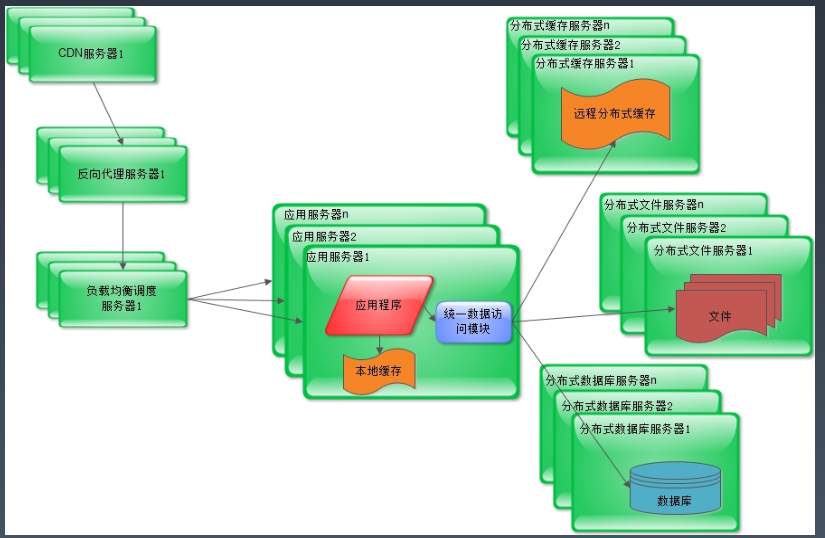 CDN服务器1
反向代理服务器1
负载均衡调度
服务器1
应用服务器n
应用服务器2
应用服务器1
应用程序
本地缓存
统一数据访
问模块
分布式缓存服务器n
分布式缓存服务器2
分布式缓存服务器1
远程分布式缓存
分布式文件服务器n
分布式文件服务器2
分布式文件服务器1
文件
分布式数据库服务器n
分布式数据库服务器2
分布式数据库服务器1
数据库